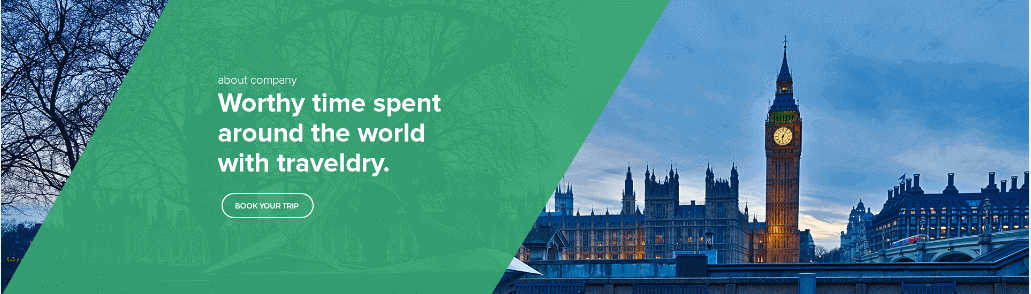 about company
Worthy time spent
around the world
with traveldry.
BOOK YOUR TRIP